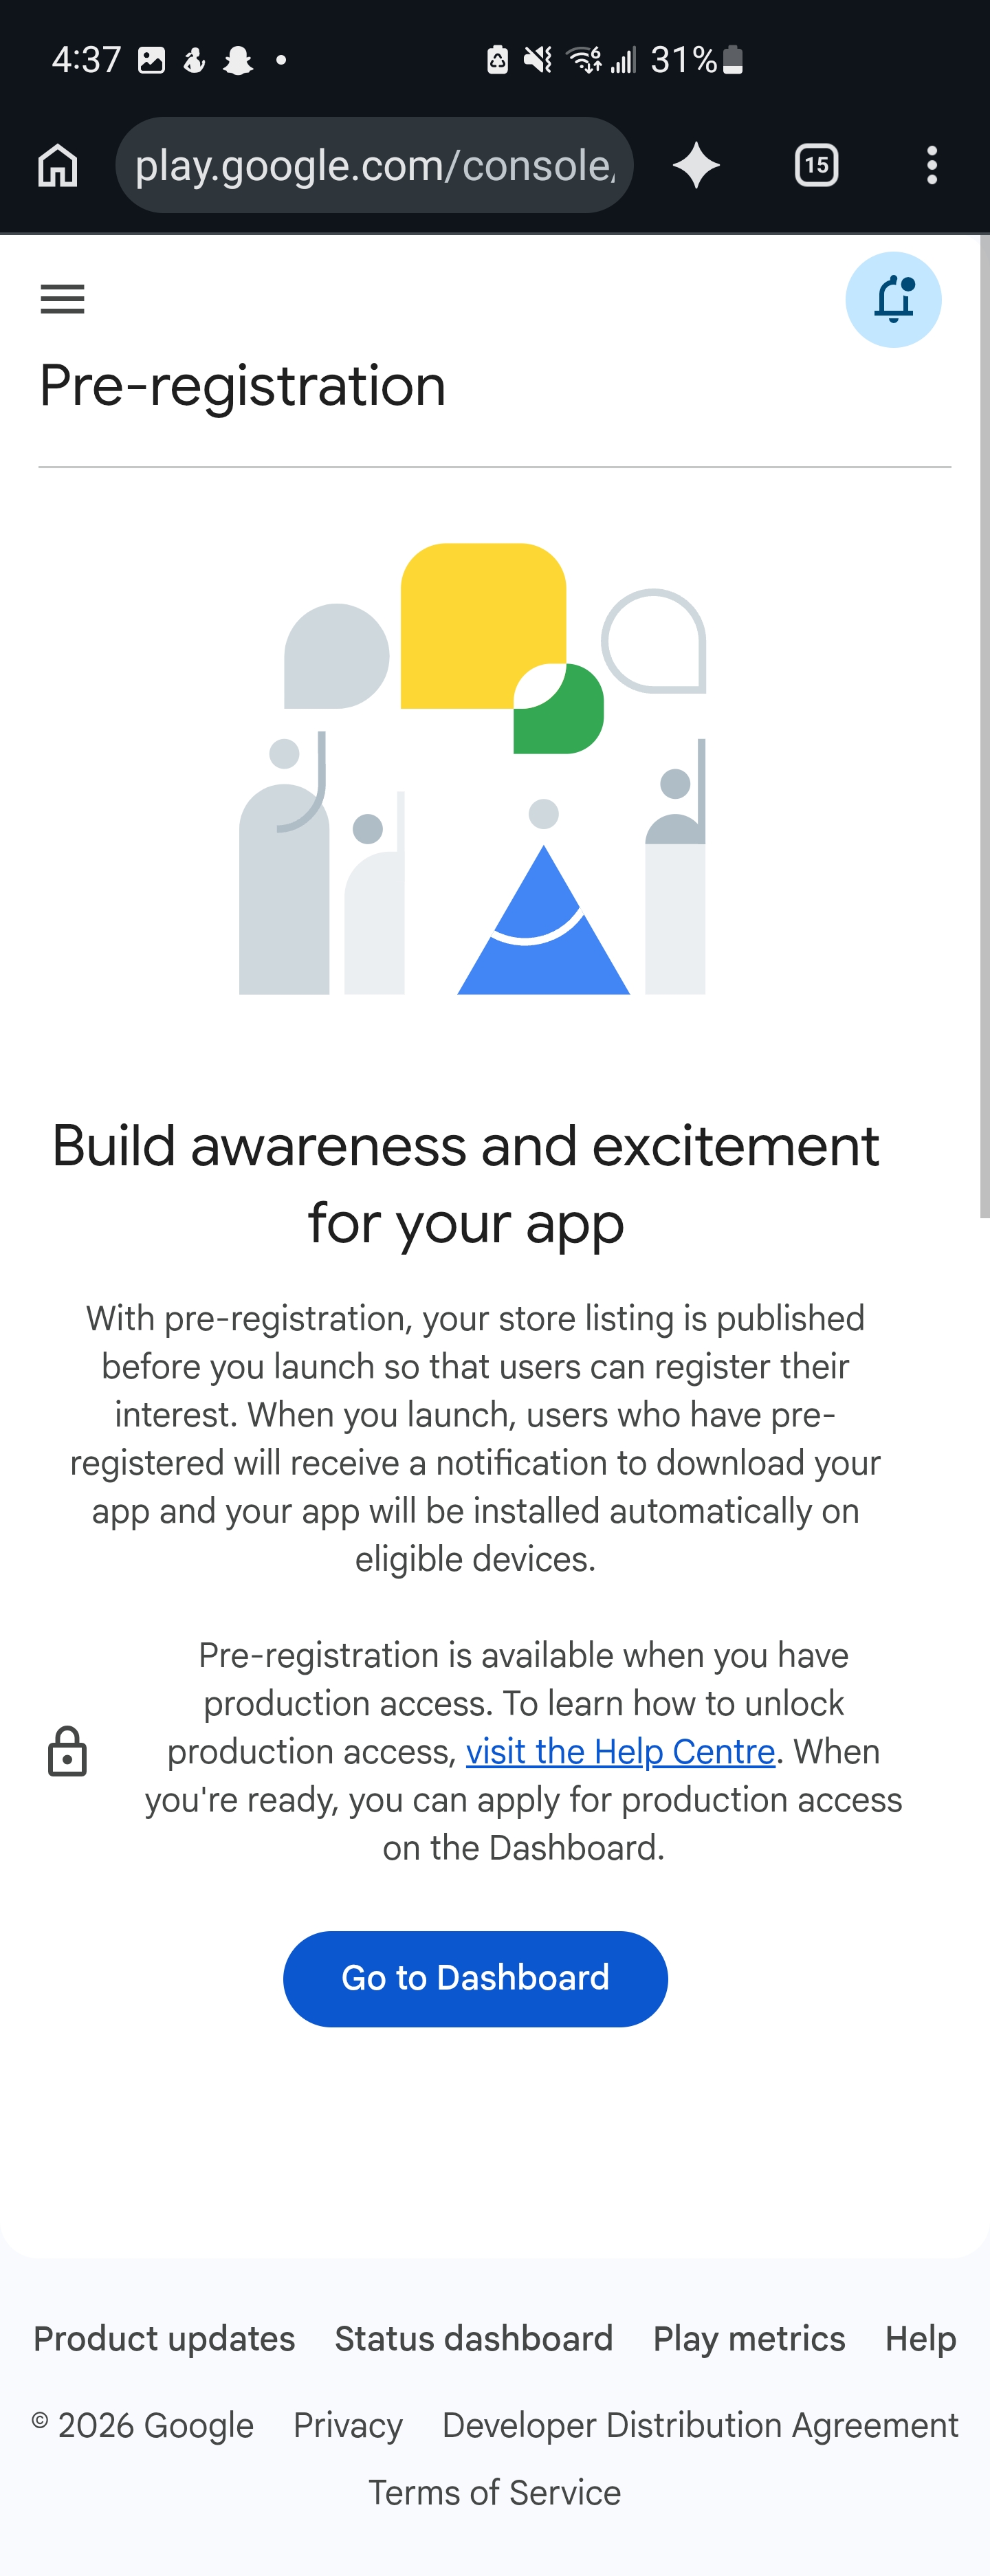 4:37
31%
play.google.com/console
15
Pre-registration
Build awareness and excitement
for your app
With pre-registration, your store listing is published
before you launch so that users can register their
interest. When you launch, users who have pre-
registered will receive a notification to download your
app and your app will be installed automatically on
eligible devices.
Pre-registration is available when you have
production access. To learn how to unlock
production access, visit the Help Centre. When
you're ready, you can apply for production access
on the Dashboard.
Go to Dashboard
Product updates Status dashboard Play metrics Help
© 2026 Google Privacy Developer Distribution Agreement
Terms of Service